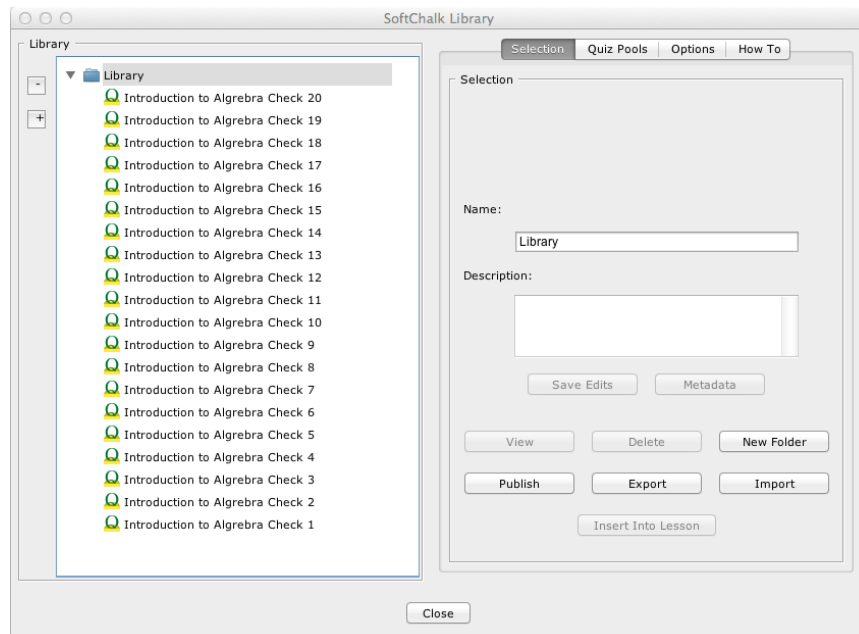 SoftChalk Library
Library
-
+
Library
Introduction to Algrebra Check 20
Introduction to Algrebra Check 19
Introduction to Algrebra Check 18
Introduction to Algrebra Check 17
Introduction to Algrebra Check 16
Introduction to Algrebra Check 15
Introduction to Algrebra Check 14
Introduction to Algrebra Check 13
Introduction to Algrebra Check 12
Introduction to Algrebra Check 11
Introduction to Algrebra Check 10
Introduction to Algrebra Check 9
Introduction to Algrebra Check 8
Introduction to Algrebra Check 7
Introduction to Algrebra Check 6
Introduction to Algrebra Check 5
Introduction to Algrebra Check 4
Introduction to Algrebra Check 3
Introduction to Algrebra Check 2
Introduction to Algrebra Check 1
Selection Quiz Pools Options How To
Selection
Name:
Library
Description:
Save Edits Metadata
View Delete New Folder
Publish Export Import
Insert Into Lesson
Close